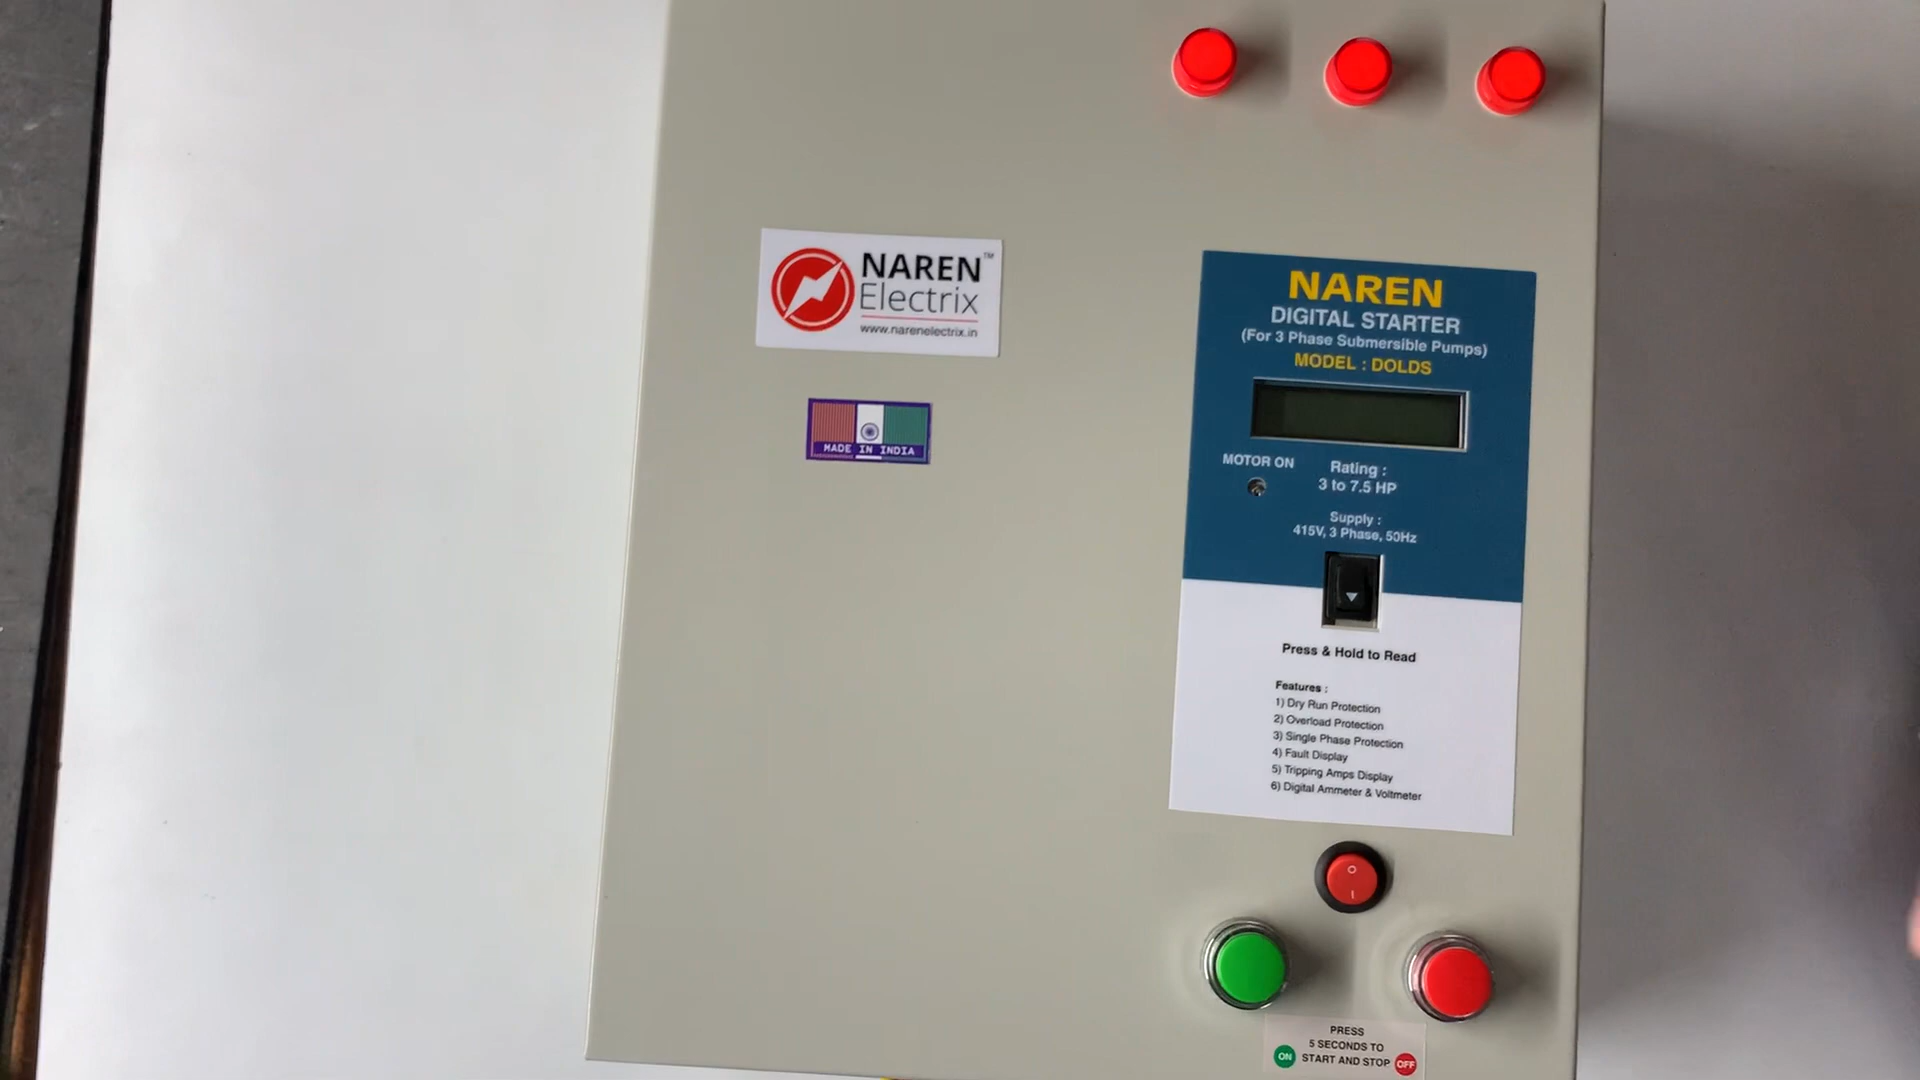 NAREN™
Electrix
www.narenelectrix.in
MADE IN INDIA
NAREN
DIGITAL STARTER
(For 3 Phase Submersible Pumps)
MODEL : DOLDS
MOTOR ON
Rating :
3 to 7.5 HP
Supply :
415V, 3 Phase, 50Hz
Press & Hold to Read
Features :
1) Dry Run Protection
2) Overload Protection
3) Single Phase Protection
4) Fault Display
5) Tripping Amps Display
6) Digital Ammeter & Voltmeter
O
I
PRESS
5 SECONDS TO
ON START AND STOP OFF